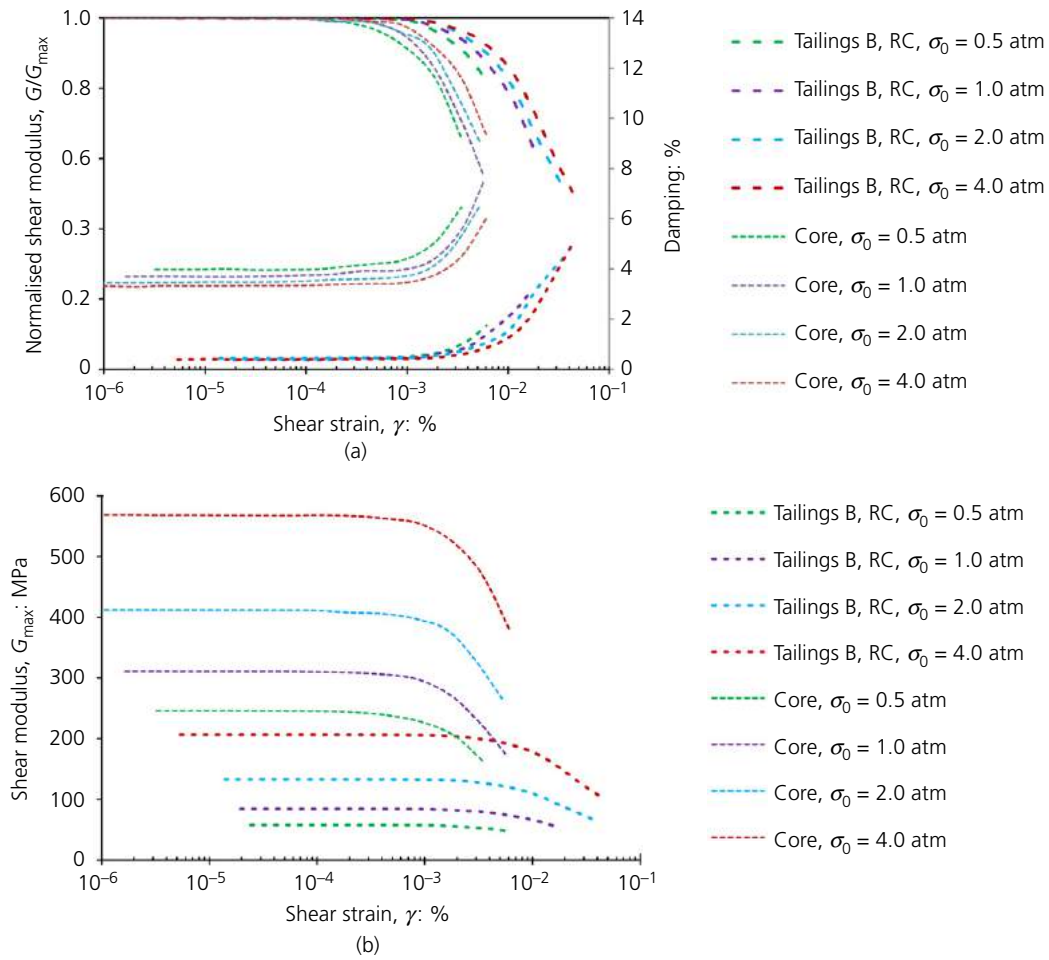 1.0
0.8
0.6
0.3
0.2
0
Normalised shear modulus, G/Gmax
14
12
10
8
6
4
2
0
Damping: %
10⁻⁶ 10⁻⁵ 10⁻⁴ 10⁻³ 10⁻² 10⁻¹
Shear strain, γ: %
(a)
Tailings B, RC, σ₀ = 0.5 atm
Tailings B, RC, σ₀ = 1.0 atm
Tailings B, RC, σ₀ = 2.0 atm
Tailings B, RC, σ₀ = 4.0 atm
Core, σ₀ = 0.5 atm
Core, σ₀ = 1.0 atm
Core, σ₀ = 2.0 atm
Core, σ₀ = 4.0 atm
600
500
400
300
200
100
0
Shear modulus, Gmax: MPa
10⁻⁶ 10⁻⁵ 10⁻⁴ 10⁻³ 10⁻² 10⁻¹
Shear strain, γ: %
(b)
Tailings B, RC, σ₀ = 0.5 atm
Tailings B, RC, σ₀ = 1.0 atm
Tailings B, RC, σ₀ = 2.0 atm
Tailings B, RC, σ₀ = 4.0 atm
Core, σ₀ = 0.5 atm
Core, σ₀ = 1.0 atm
Core, σ₀ = 2.0 atm
Core, σ₀ = 4.0 atm